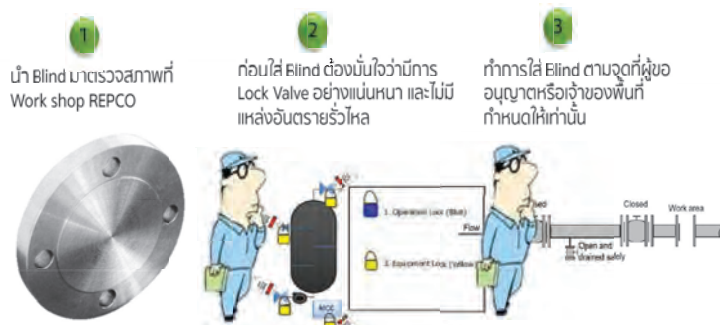 1
นำ Blind มาตรวจสภาพที่
Work shop REPCO
2
ก่อนใส่ Blind ต้องมั่นใจว่ามีการ
Lock Valve อย่างแน่นหนา และไม่มี
แหล่งอันตรายรั่วไหล
3
ทำการใส่ Blind ตามจุดที่ผู้ขอ
อนุญาตหรือเจ้าของพื้นที่
กำหนดให้เท่านั้น
1. Operation Lock (Blue)
2. Equipment Lock (Yellow)
MCC
Flow
Closed
Work area
Open and
drained safely